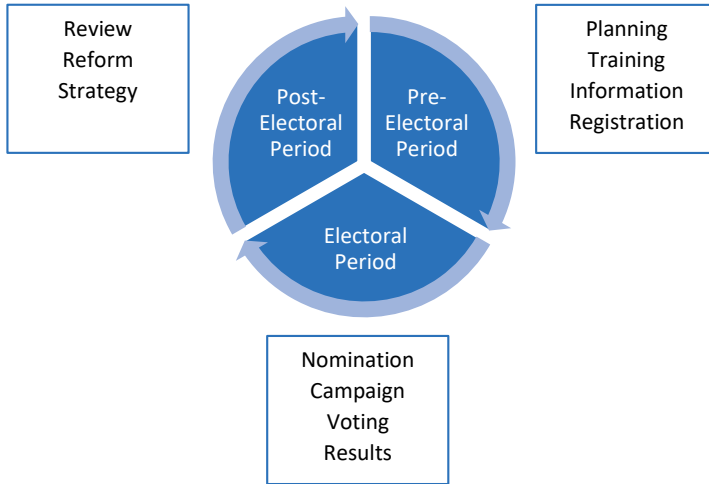 Review
Reform
Strategy
Planning
Training
Information
Registration
Post-
Electoral
Period
Pre-
Electoral
Period
Electoral
Period
Nomination
Campaign
Voting
Results